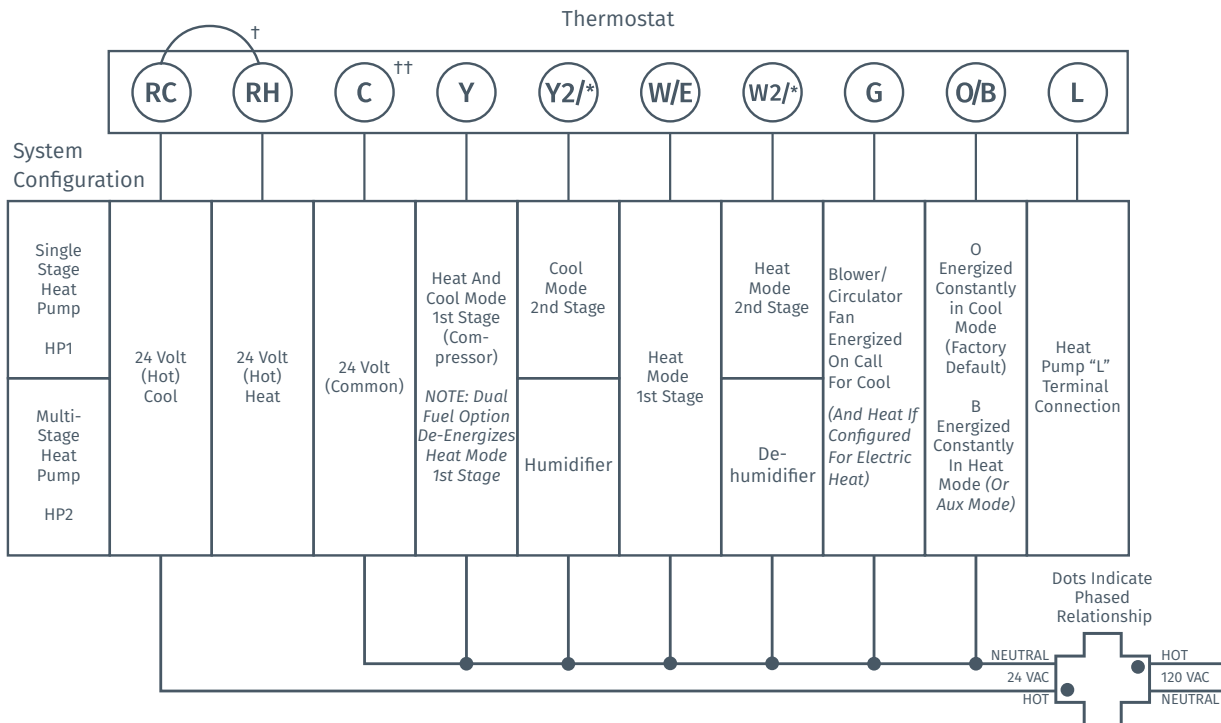 Thermostat
†
RC
RH
C
††
Y
Y2/*
W/E
W2/*
G
O/B
L
System
Configuration
Single
Stage
Heat
Pump
HP1
Multi-
Stage
Heat
Pump
HP2
24 Volt
(Hot)
Cool
24 Volt
(Hot)
Heat
24 Volt
(Common)
Heat And
Cool Mode
1st Stage
(Com-
pressor)
NOTE: Dual
Fuel Option
De-Energizes
Heat Mode
1st Stage
Cool
Mode
2nd Stage
Humidifier
Heat
Mode
1st Stage
Heat
Mode
2nd Stage
De-
humidifier
Blower/
Circulator
Fan
Energized
On Call
For Cool
(And Heat If
Configured
For Electric
Heat)
O
Energized
Constantly
in Cool
Mode
(Factory
Default)
B
Energized
Constantly
In Heat
Mode (Or
Aux Mode)
Heat
Pump “L”
Terminal
Connection
Dots Indicate
Phased
Relationship
NEUTRAL
24 VAC
HOT
HOT
120 VAC
NEUTRAL